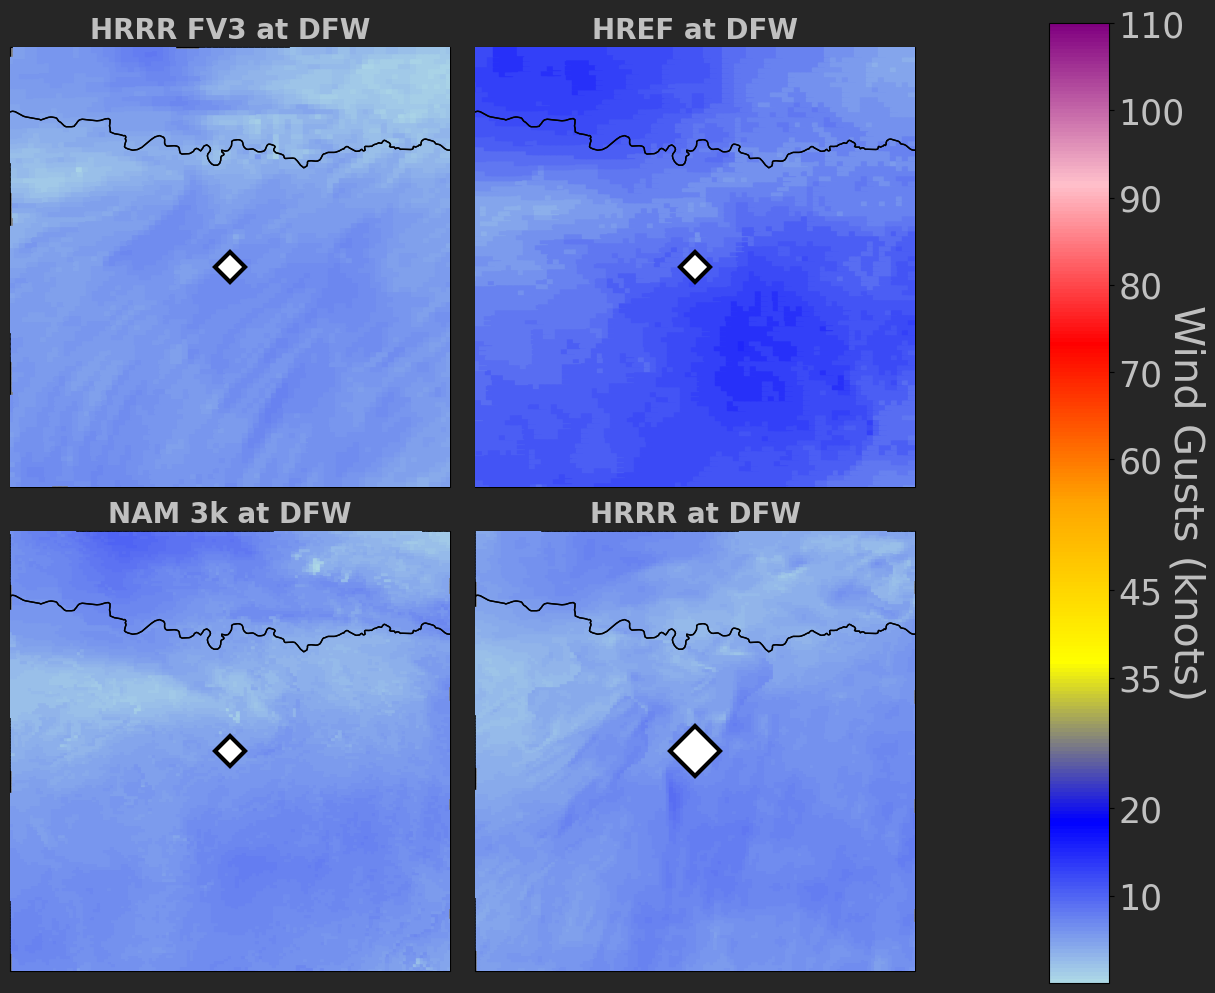 HRRR FV3 at DFW
HREF at DFW
NAM 3k at DFW
HRRR at DFW
110
100
90
80
70
60
45
35
20
10
Wind Gusts (knots)